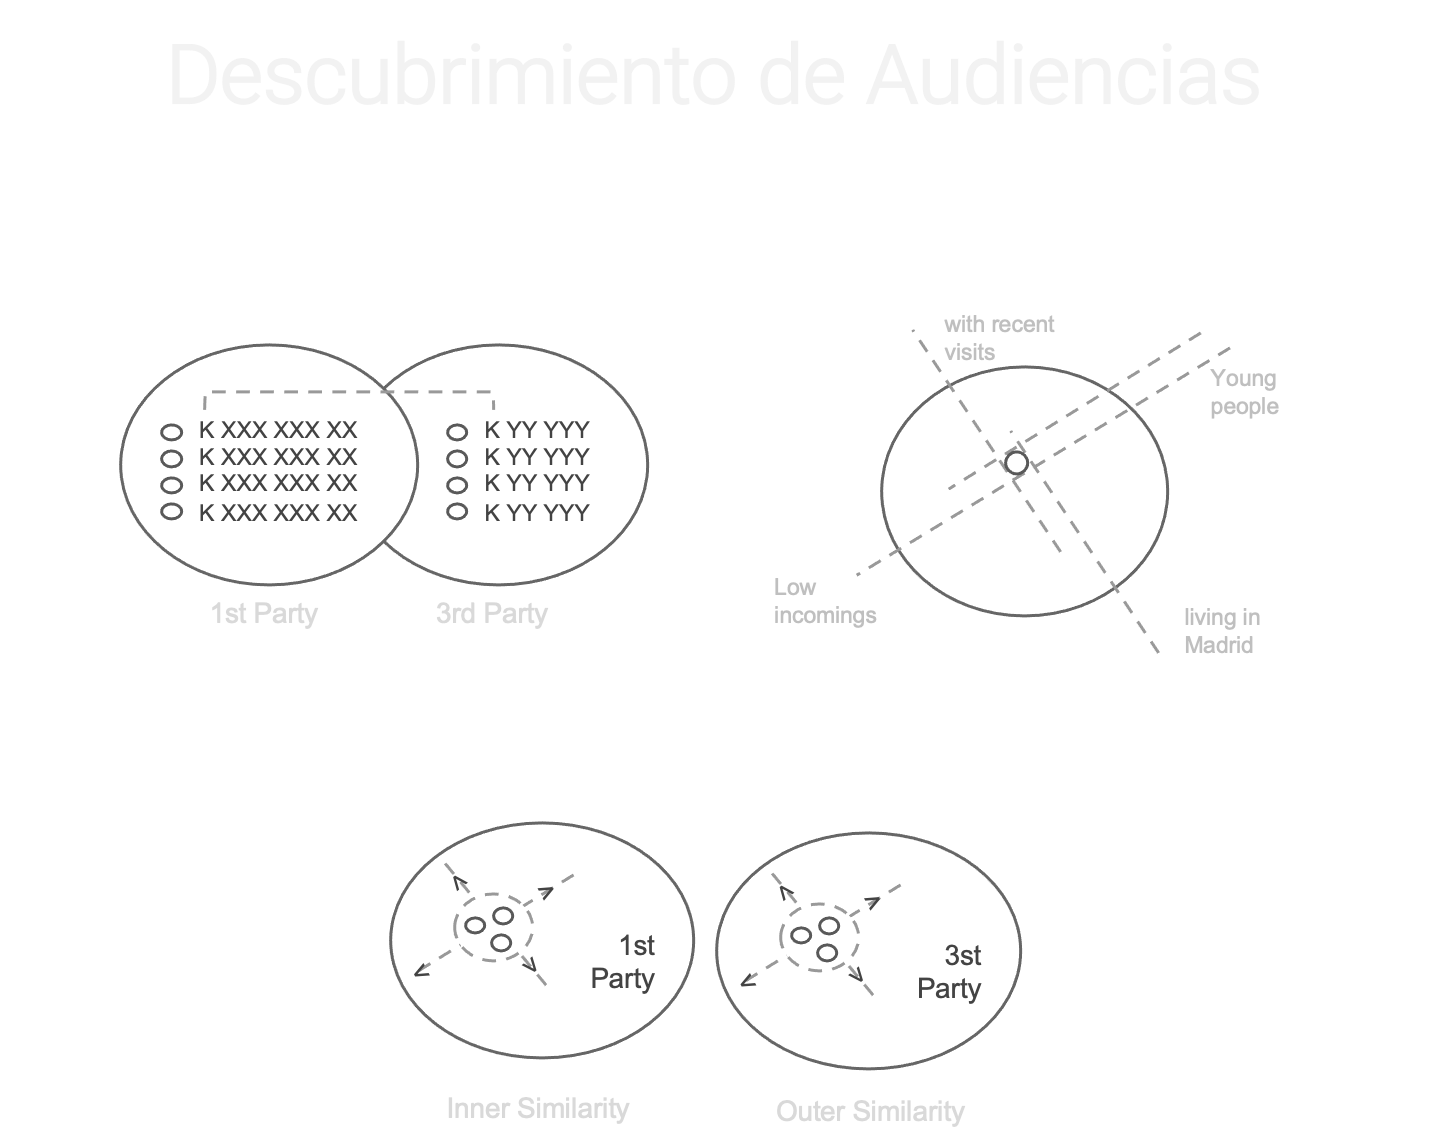 Descubrimiento de Audiencias
K XXX XXX XX
K XXX XXX XX
K XXX XXX XX
K XXX XXX XX
K YY YYY
K YY YYY
K YY YYY
K YY YYY
1st Party
3rd Party
with recent
visits
Young
people
Low
incomings
living in
Madrid
1st
Party
3st
Party
Inner Similarity
Outer Similarity